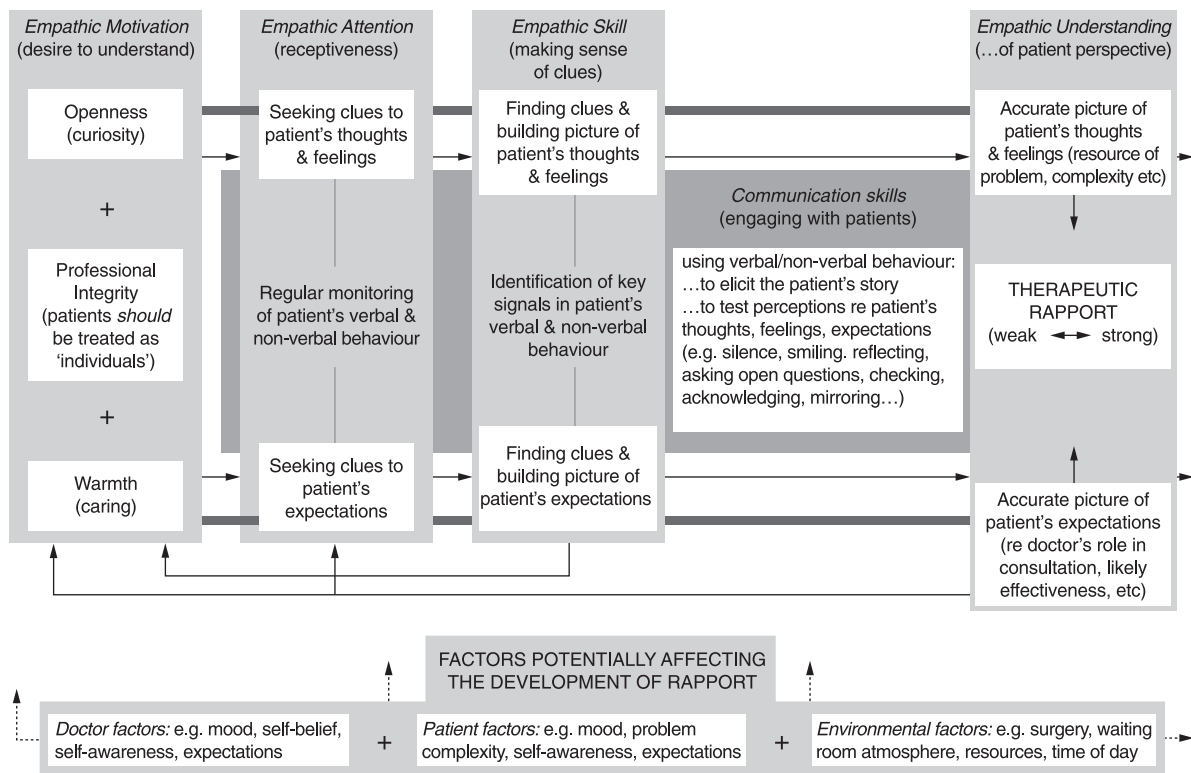 Empathic Motivation
(desire to understand)
Openness
(curiosity)
+
Professional
Integrity
(patients should
be treated as
‘individuals’)
+
Warmth
(caring)
Empathic Attention
(receptiveness)
Seeking clues to
patient’s thoughts
& feelings
Regular monitoring
of patient’s verbal &
non-verbal behaviour
Seeking clues to
patient’s
expectations
Empathic Skill
(making sense
of clues)
Finding clues &
building picture of
patient’s thoughts
& feelings
Identification of key
signals in patient’s
verbal & non-verbal
behaviour
Finding clues &
building picture of
patient’s expectations
Communication skills
(engaging with patients)
using verbal/non-verbal behaviour:
…to elicit the patient’s story
…to test perceptions re patient’s
thoughts, feelings, expectations
(e.g. silence, smiling. reflecting,
asking open questions, checking,
acknowledging, mirroring…)
Empathic Understanding
(…of patient perspective)
Accurate picture of
patient’s thoughts
& feelings (resource of
problem, complexity etc)
THERAPEUTIC
RAPPORT
(weak ↔ strong)
Accurate picture of
patient’s expectations
(re doctor’s role in
consultation, likely
effectiveness, etc)
FACTORS POTENTIALLY AFFECTING
THE DEVELOPMENT OF RAPPORT
Doctor factors: e.g. mood, self-belief,
self-awareness, expectations
+
Patient factors: e.g. mood, problem
complexity, self-awareness, expectations
+
Environmental factors: e.g. surgery, waiting
room atmosphere, resources, time of day